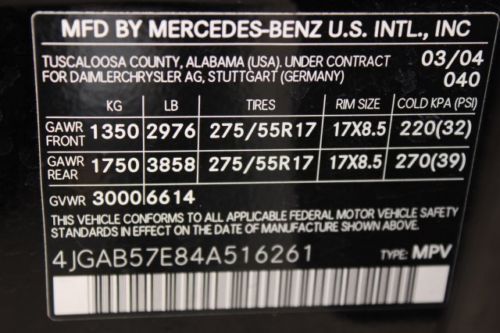 MFD BY MERCEDES-BENZ U.S. INTL., INC
TUSCALOOSA COUNTY, ALABAMA (USA). UNDER CONTRACT 03/04
FOR DAIMLERCHRYSLER AG, STUTTGART (GERMANY) 040
KG LB TIRES RIM SIZE COLD KPA (PSI)
GAWR FRONT 1350 2976 275/55R17 17X8.5 220(32)
GAWR REAR 1750 3858 275/55R17 17X8.5 270(39)
GVWR 3000 6614
THIS VEHICLE CONFORMS TO ALL APPLICABLE FEDERAL MOTOR VEHICLE SAFETY
STANDARDS IN EFFECT ON THE DATE OF MANUFACTURE SHOWN ABOVE.
4JGAB57E84A516261 TYPE: MPV